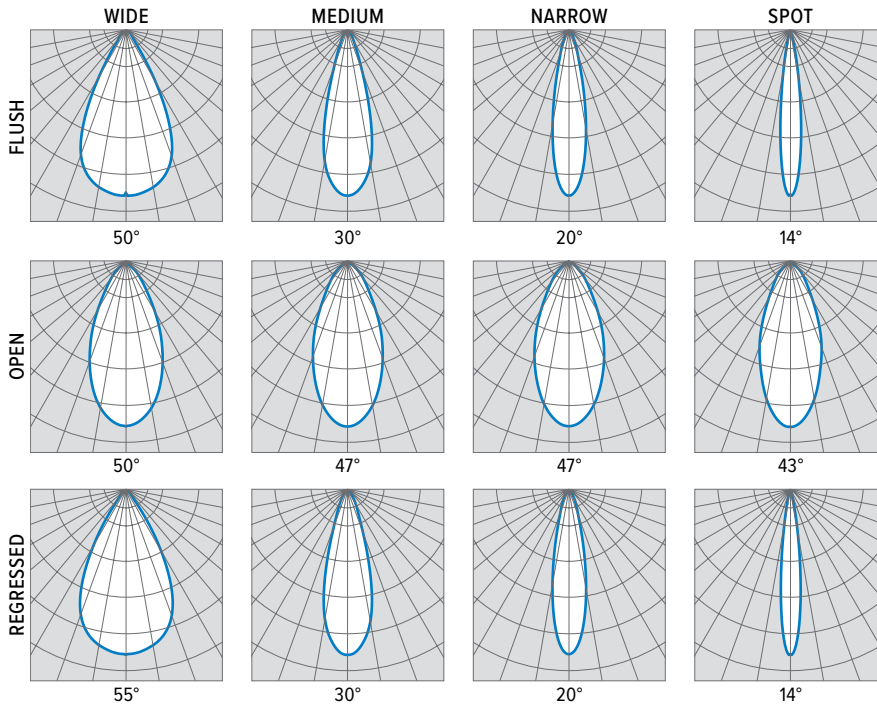 WIDE MEDIUM NARROW SPOT
FLUSH
50° 30° 20° 14°
OPEN
50° 47° 47° 43°
REGRESSED
55° 30° 20° 14°